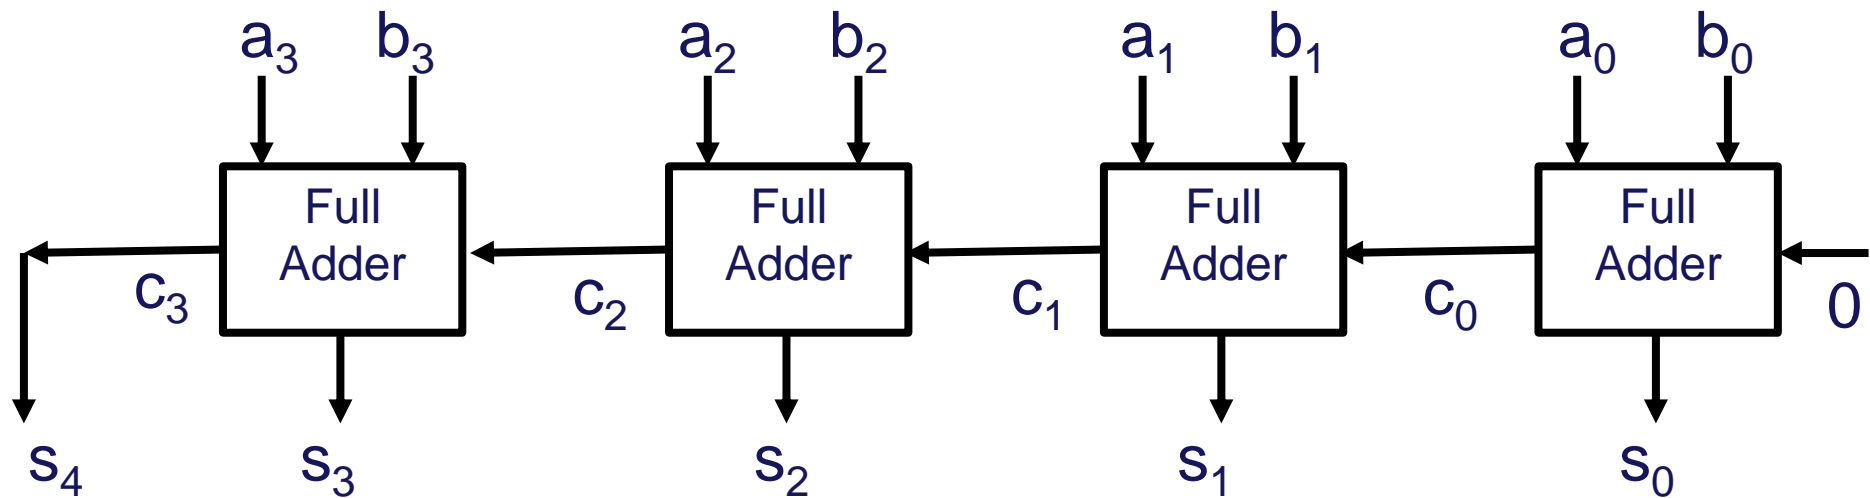 a₃ b₃ a₂ b₂ a₁ b₁ a₀ b₀
Full Full Full Full
Adder Adder Adder Adder
c₃ c₂ c₁ c₀ 0
s₄ s₃ s₂ s₁ s₀